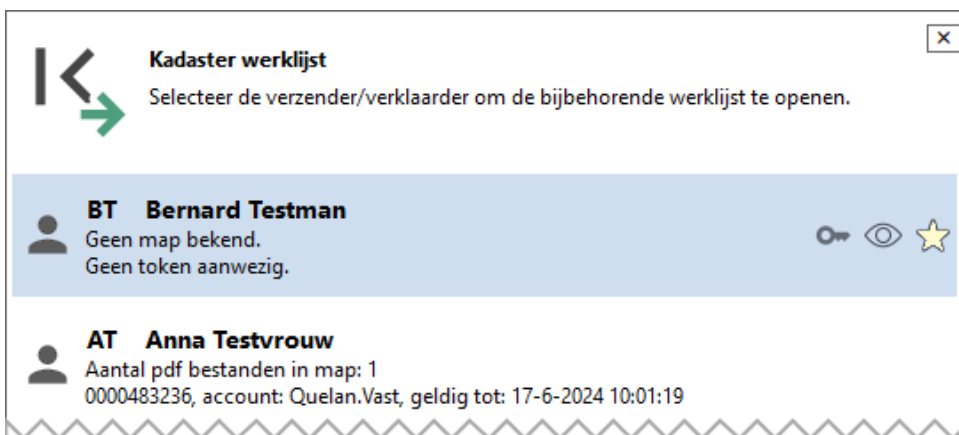 Kadaster werklijst
Selecteer de verzender/verklaarder om de bijbehorende werklijst te openen.
BT Bernard Testman
Geen map bekend.
Geen token aanwezig.
AT Anna Testvrouw
Aantal pdf bestanden in map: 1
0000483236, account: Quelan.Vast, geldig tot: 17-6-2024 10:01:19